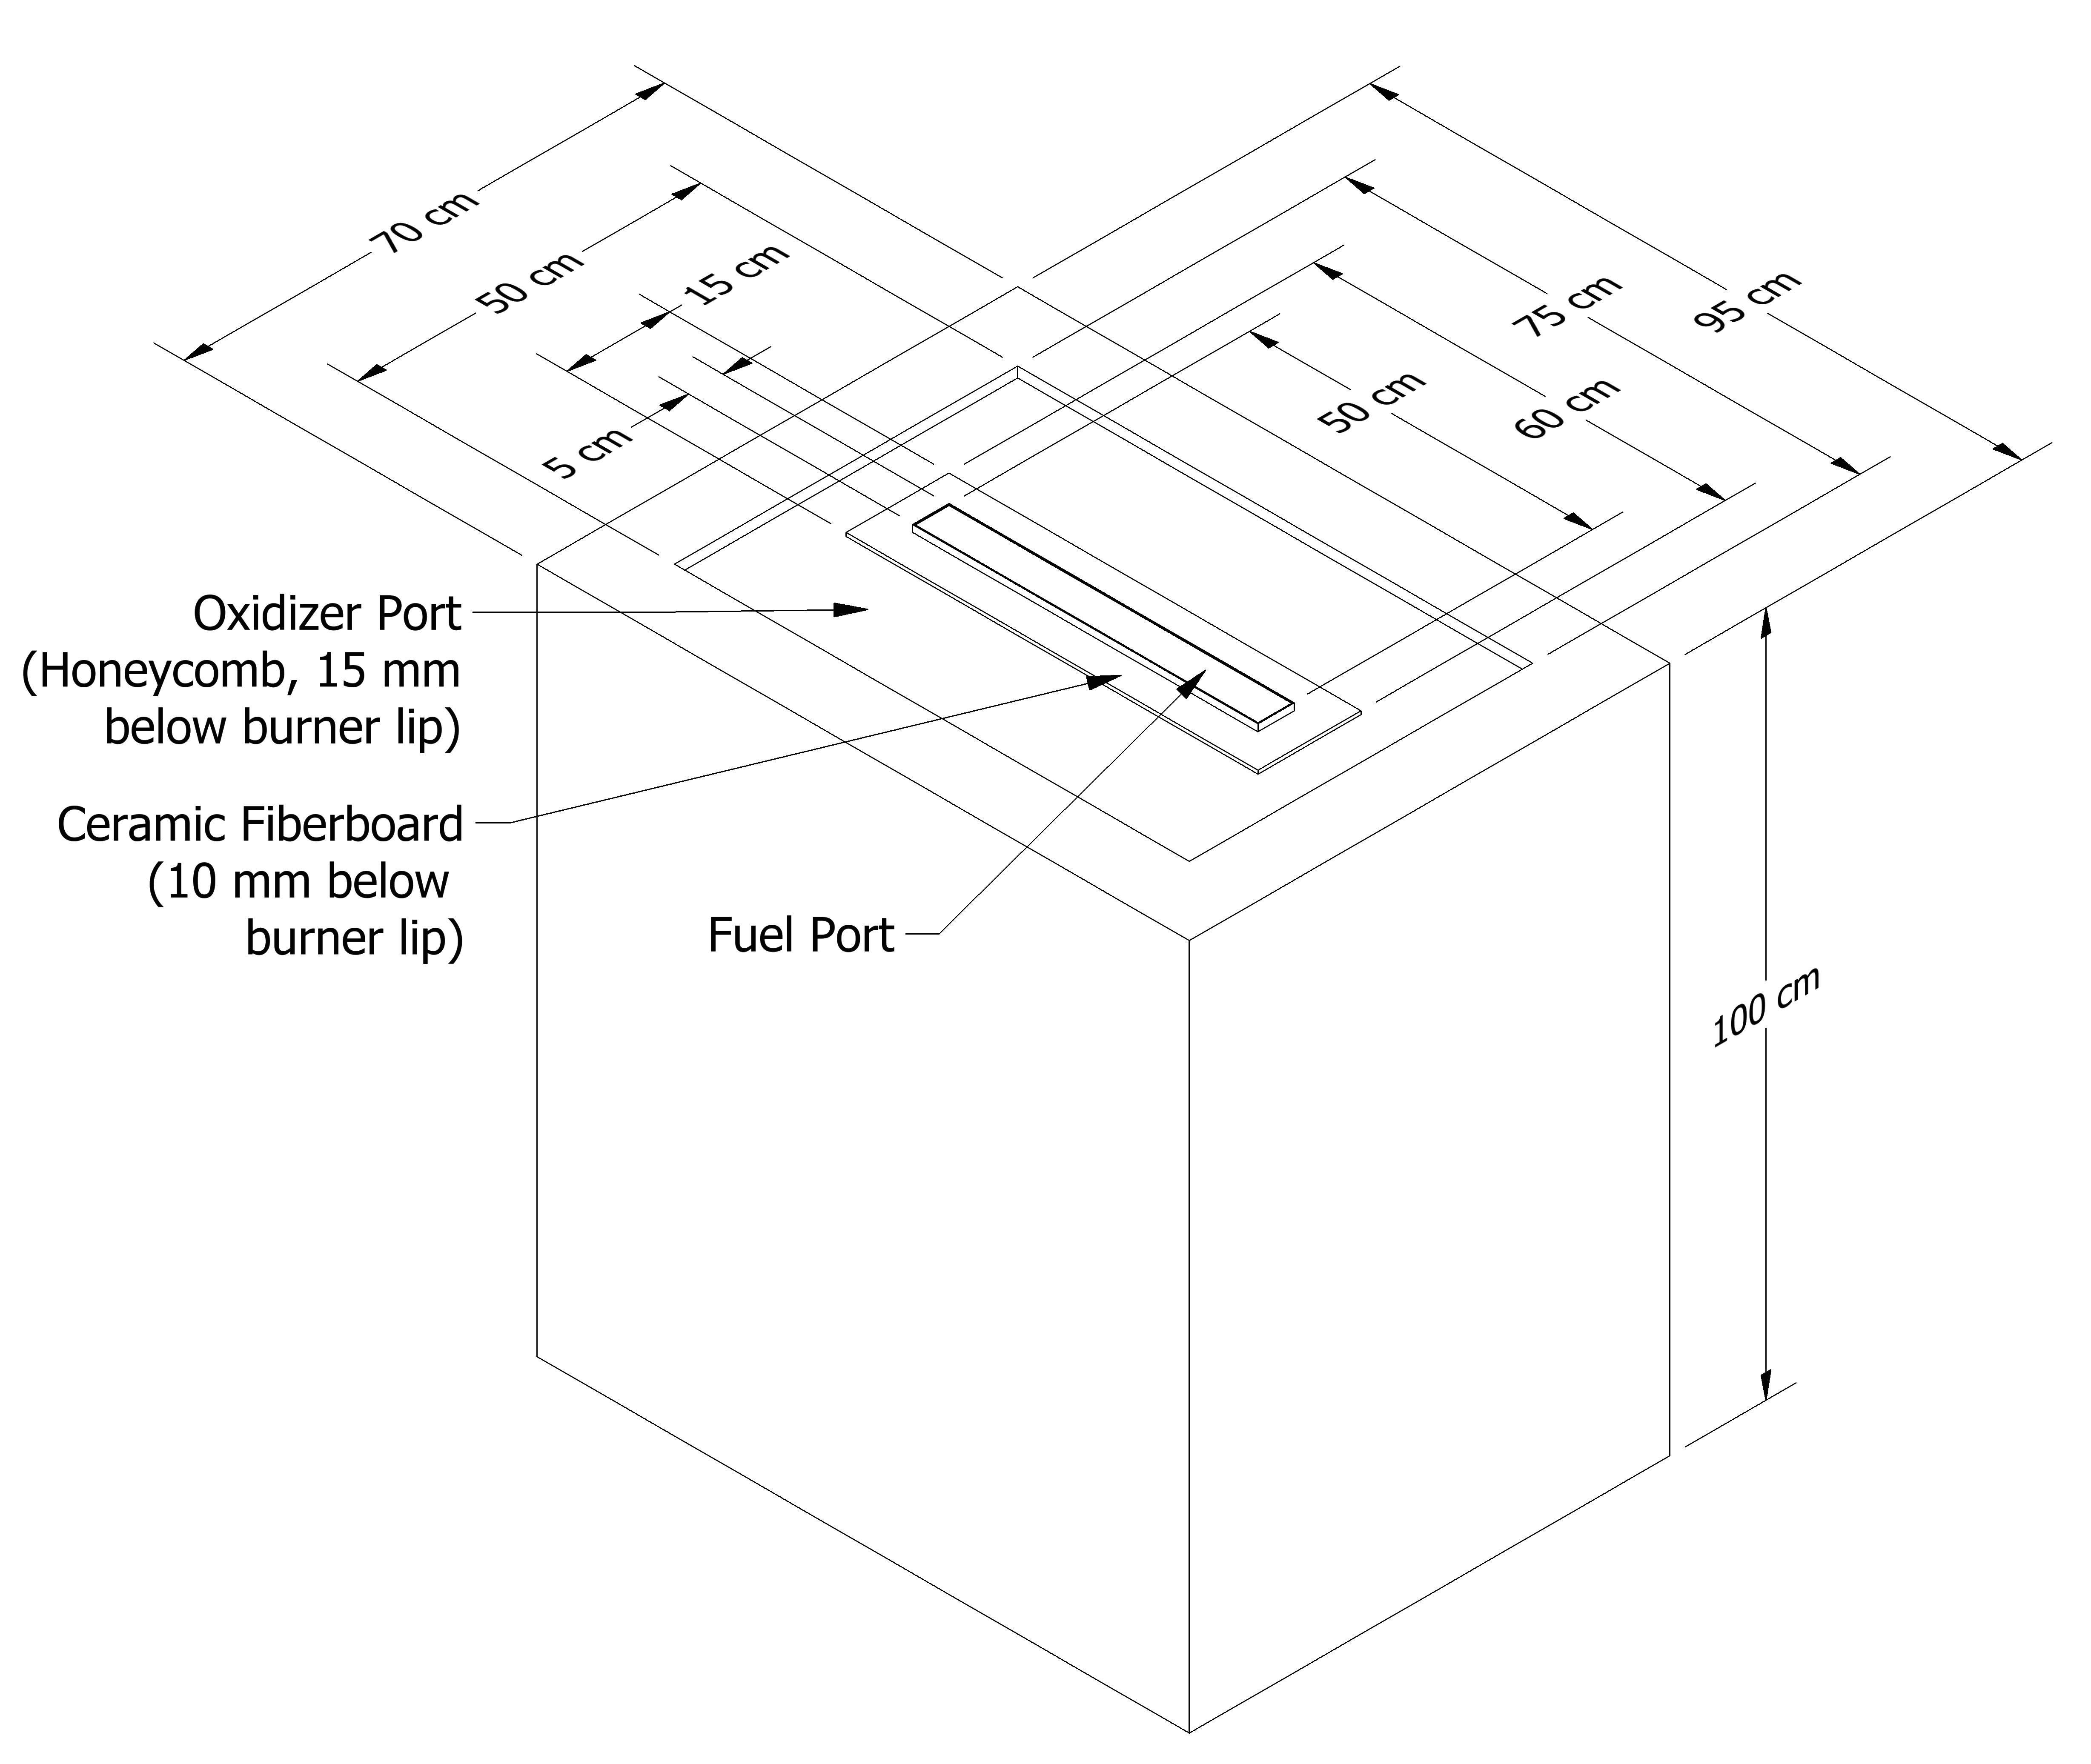 70 cm
50 cm
15 cm
5 cm
95 cm
75 cm
60 cm
50 cm
Oxidizer Port
(Honeycomb, 15 mm
below burner lip)
Ceramic Fiberboard
(10 mm below
burner lip)
Fuel Port
100 cm